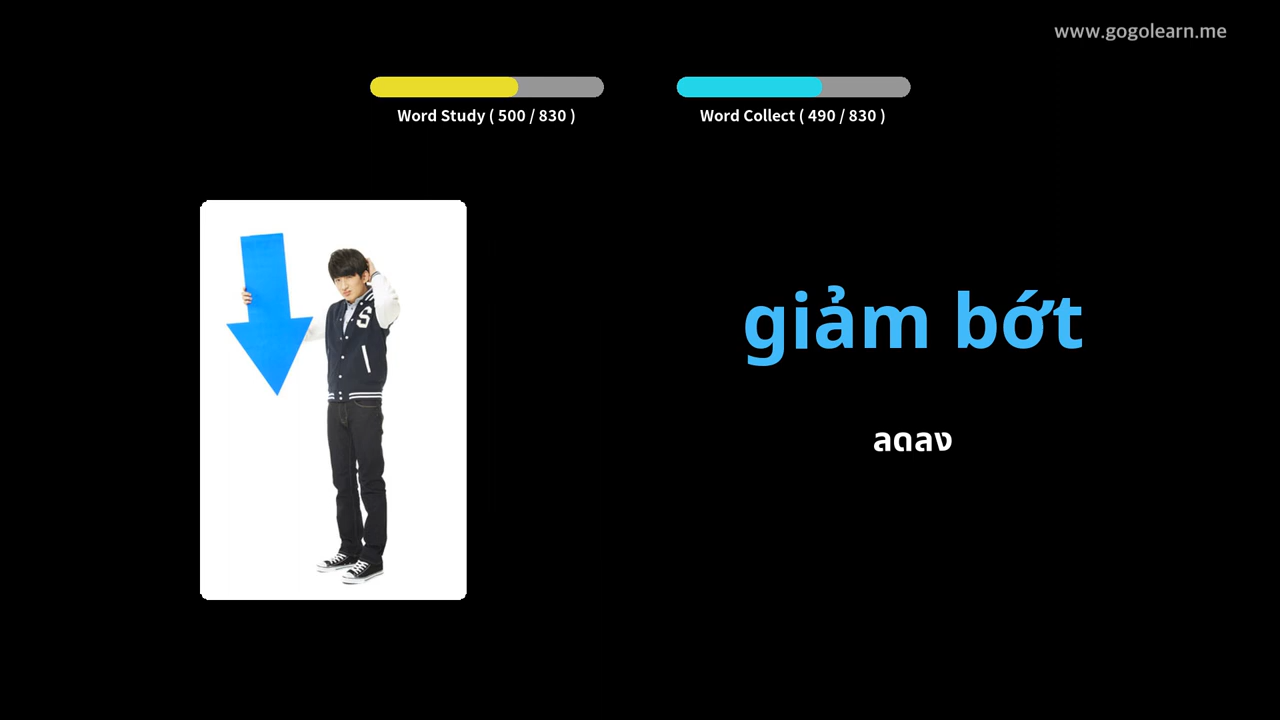 www.gogolearn.me
Word Study ( 500 / 830 )
Word Collect ( 490 / 830 )
S
giảm bớt
ลดลง